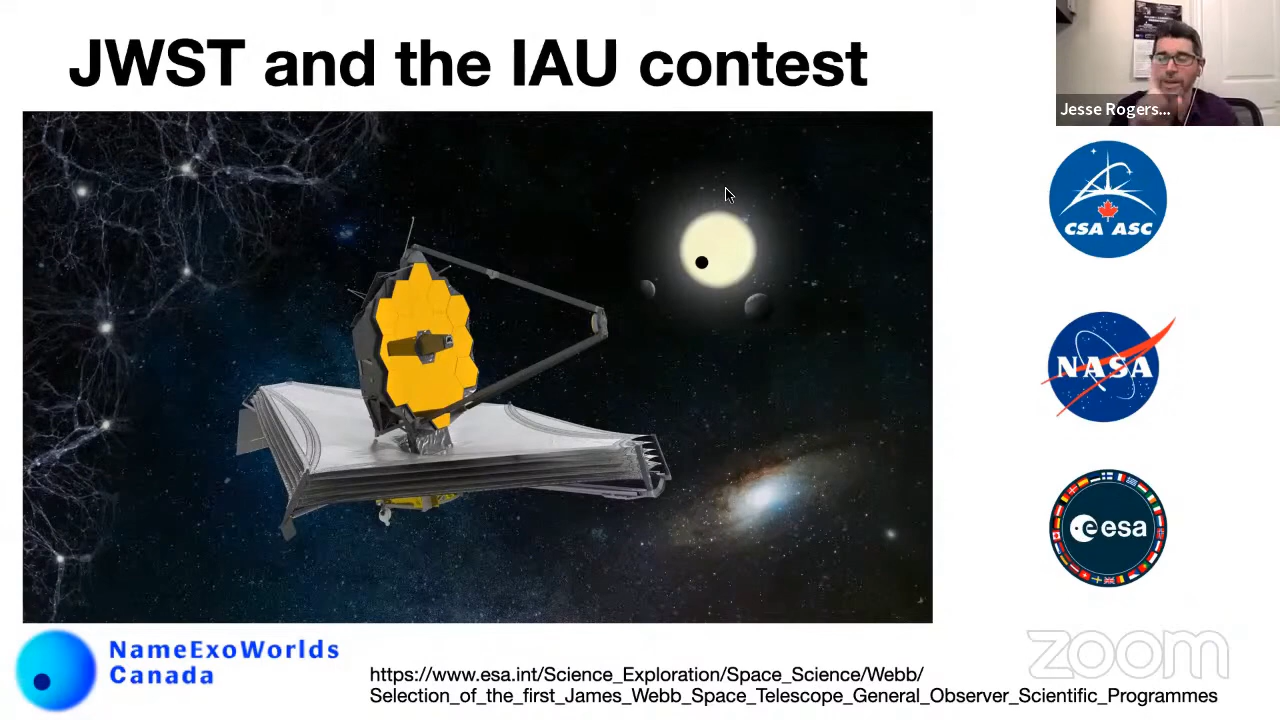 JWST and the IAU contest
Jesse Rogers...
CSA ASC
NASA
esa
NameExoWorlds
Canada
https://www.esa.int/Science_Exploration/Space_Science/Webb/
Selection_of_the_first_James_Webb_Space_Telescope_General_Observer_Scientific_Programmes
zoom